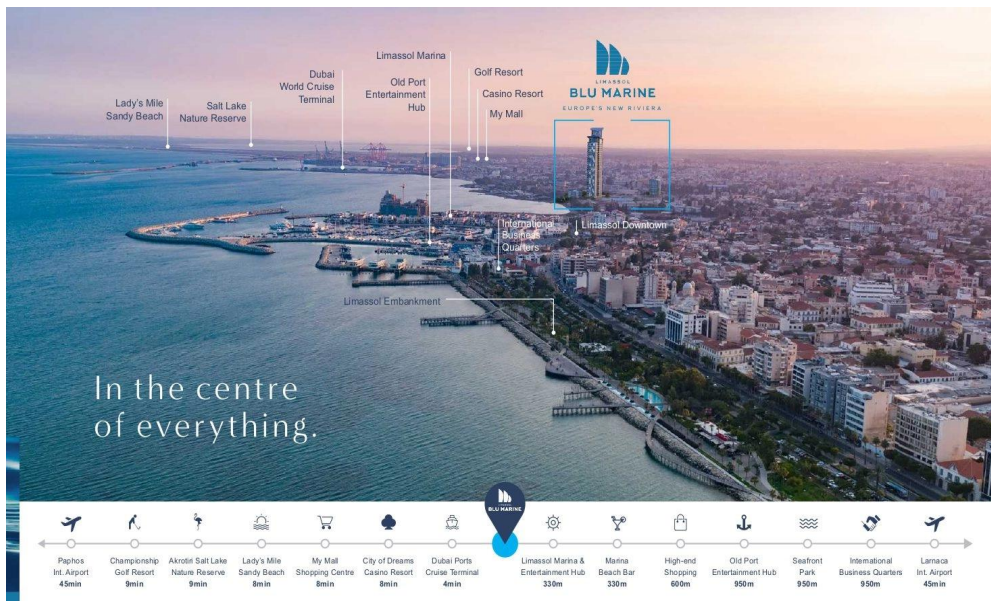 Limassol Marina
Golf Resort
Dubai
World Cruise
Terminal
Old Port
Entertainment
Hub
Casino Resort
My Mall
Lady's Mile
Sandy Beach
Salt Lake
Nature Reserve
LIMASSOL
BLU MARINE
EUROPE'S NEW RIVIERA
International
Business
Quarters
Limassol Downtown
Limassol Embankment
In the centre
of everything.
BLU MARINE
Paphos
Int. Airport
45min
Championship
Golf Resort
9min
Akrotiri Salt Lake
Nature Reserve
9min
Lady's Mile
Sandy Beach
8min
My Mall
Shopping Centre
8min
City of Dreams
Casino Resort
8min
Dubai Ports
Cruise Terminal
4min
Limassol Marina &
Entertainment Hub
330m
Marina
Beach Bar
330m
High-end
Shopping
600m
Old Port
Entertainment Hub
950m
Seafront
Park
950m
International
Business Quarters
950m
Larnaca
Int. Airport
45min